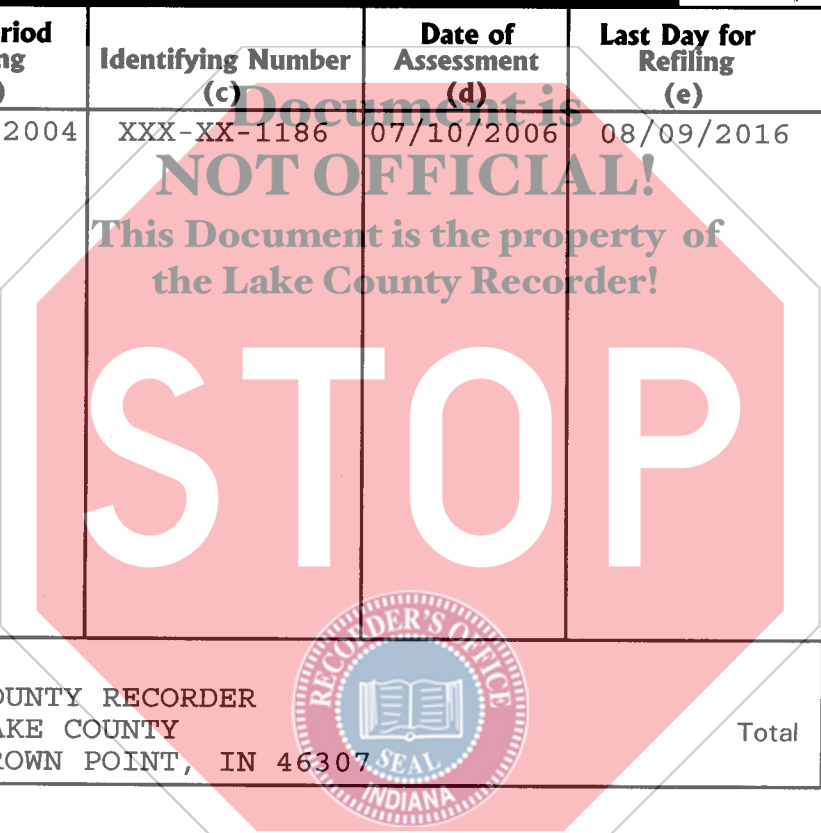 riod
ng
)
Identifying Number
(c)
Date of
Assessment
(d)
Last Day for
Refiling
(e)
2004 XXX-XX-1186 07/10/2006 08/09/2016
Document is
NOT OFFICIAL!
This Document is the property of
the Lake County Recorder!
STOP
OUNTY RECORDER
AKE COUNTY
ROWN POINT, IN 46307
Total
RECORDER'S OFFICE
SEAL
INDIANA